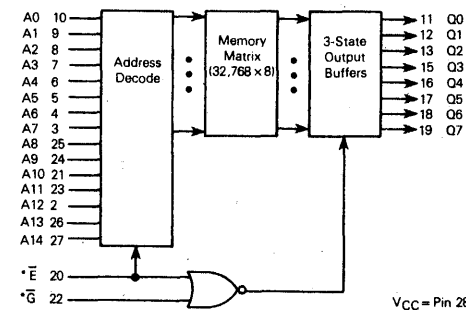 A0 10
A1 9
A2 8
A3 7
A4 6
A5 5
A6 4
A7 3
A8 25
A9 24
A10 21
A11 23
A12 2
A13 26
A14 27
*E 20
*G 22
Address
Decode
Memory
Matrix
(32,768 × 8)
3-State
Output
Buffers
11 Q0
12 Q1
13 Q2
15 Q3
16 Q4
17 Q5
18 Q6
19 Q7
VCC = Pin 28